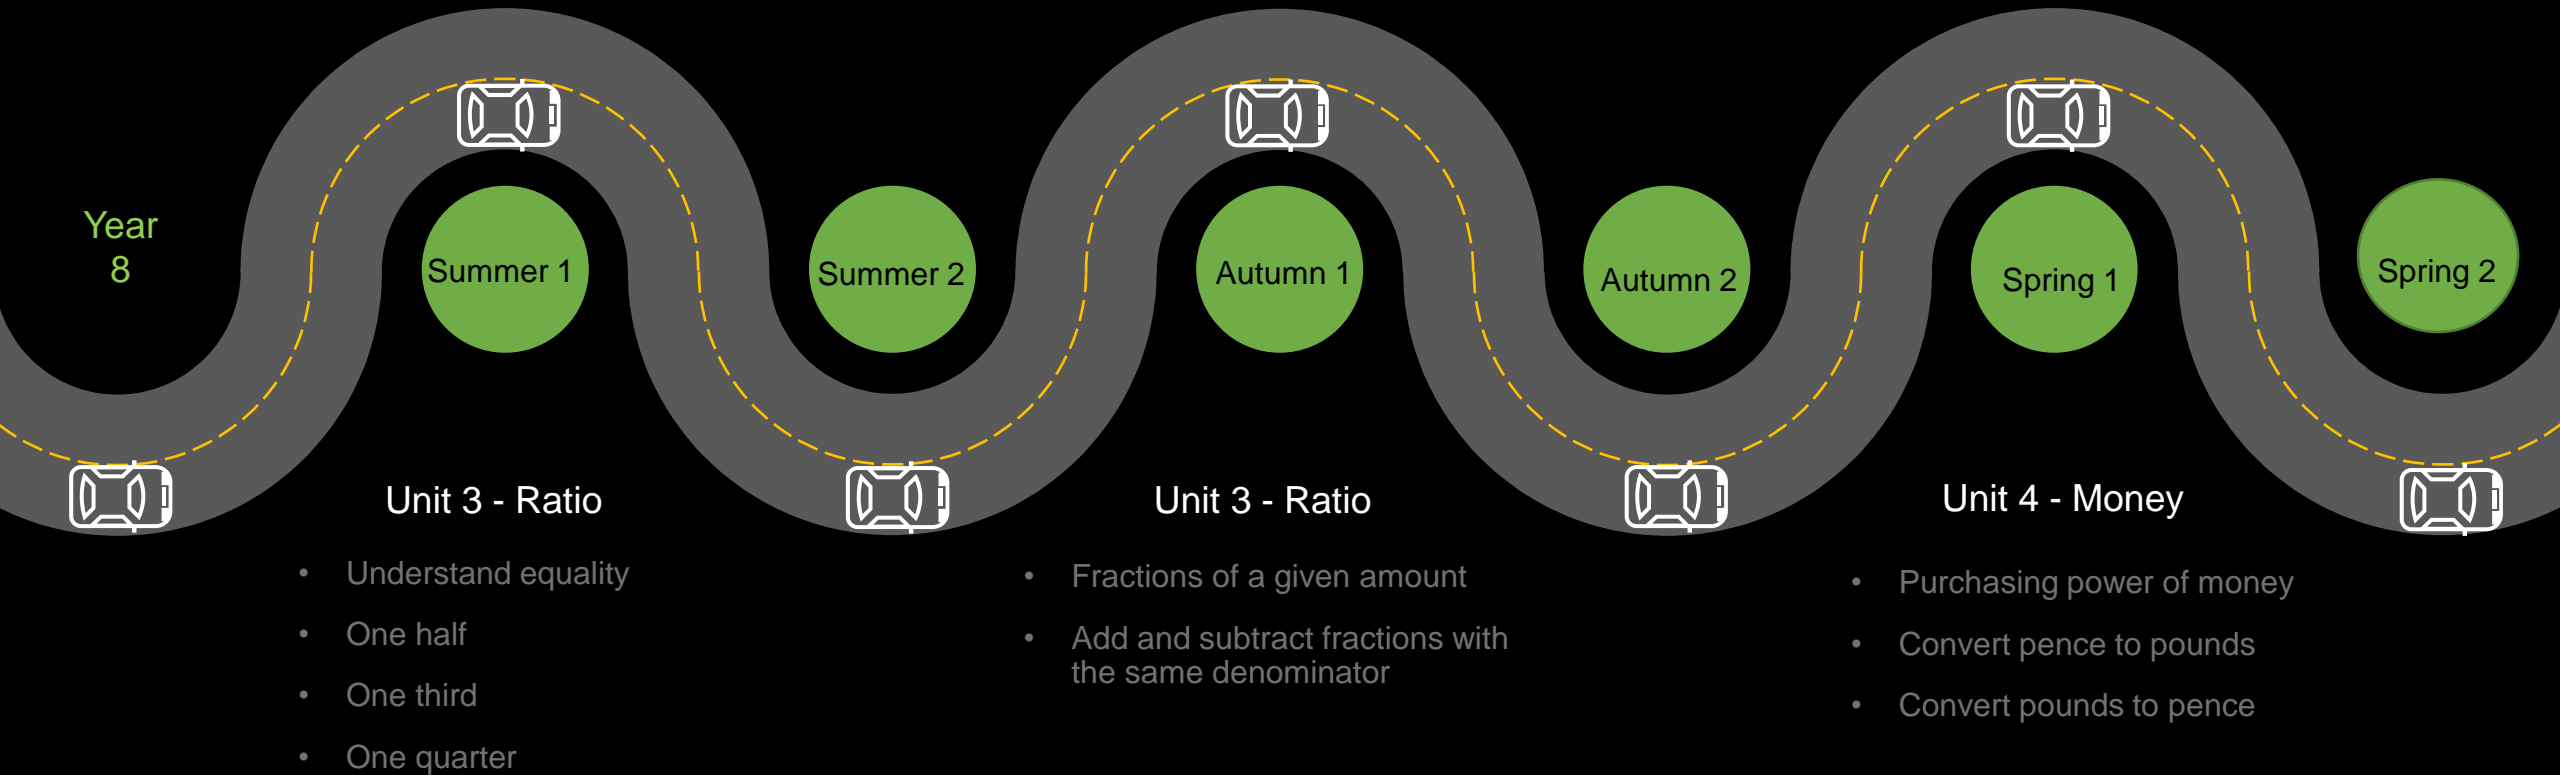 Year
8
Summer 1
Summer 2
Autumn 1
Autumn 2
Spring 1
Spring 2
Unit 3 - Ratio
• Understand equality
• One half
• One third
• One quarter
Unit 3 - Ratio
• Fractions of a given amount
• Add and subtract fractions with
the same denominator
Unit 4 - Money
• Purchasing power of money
• Convert pence to pounds
• Convert pounds to pence